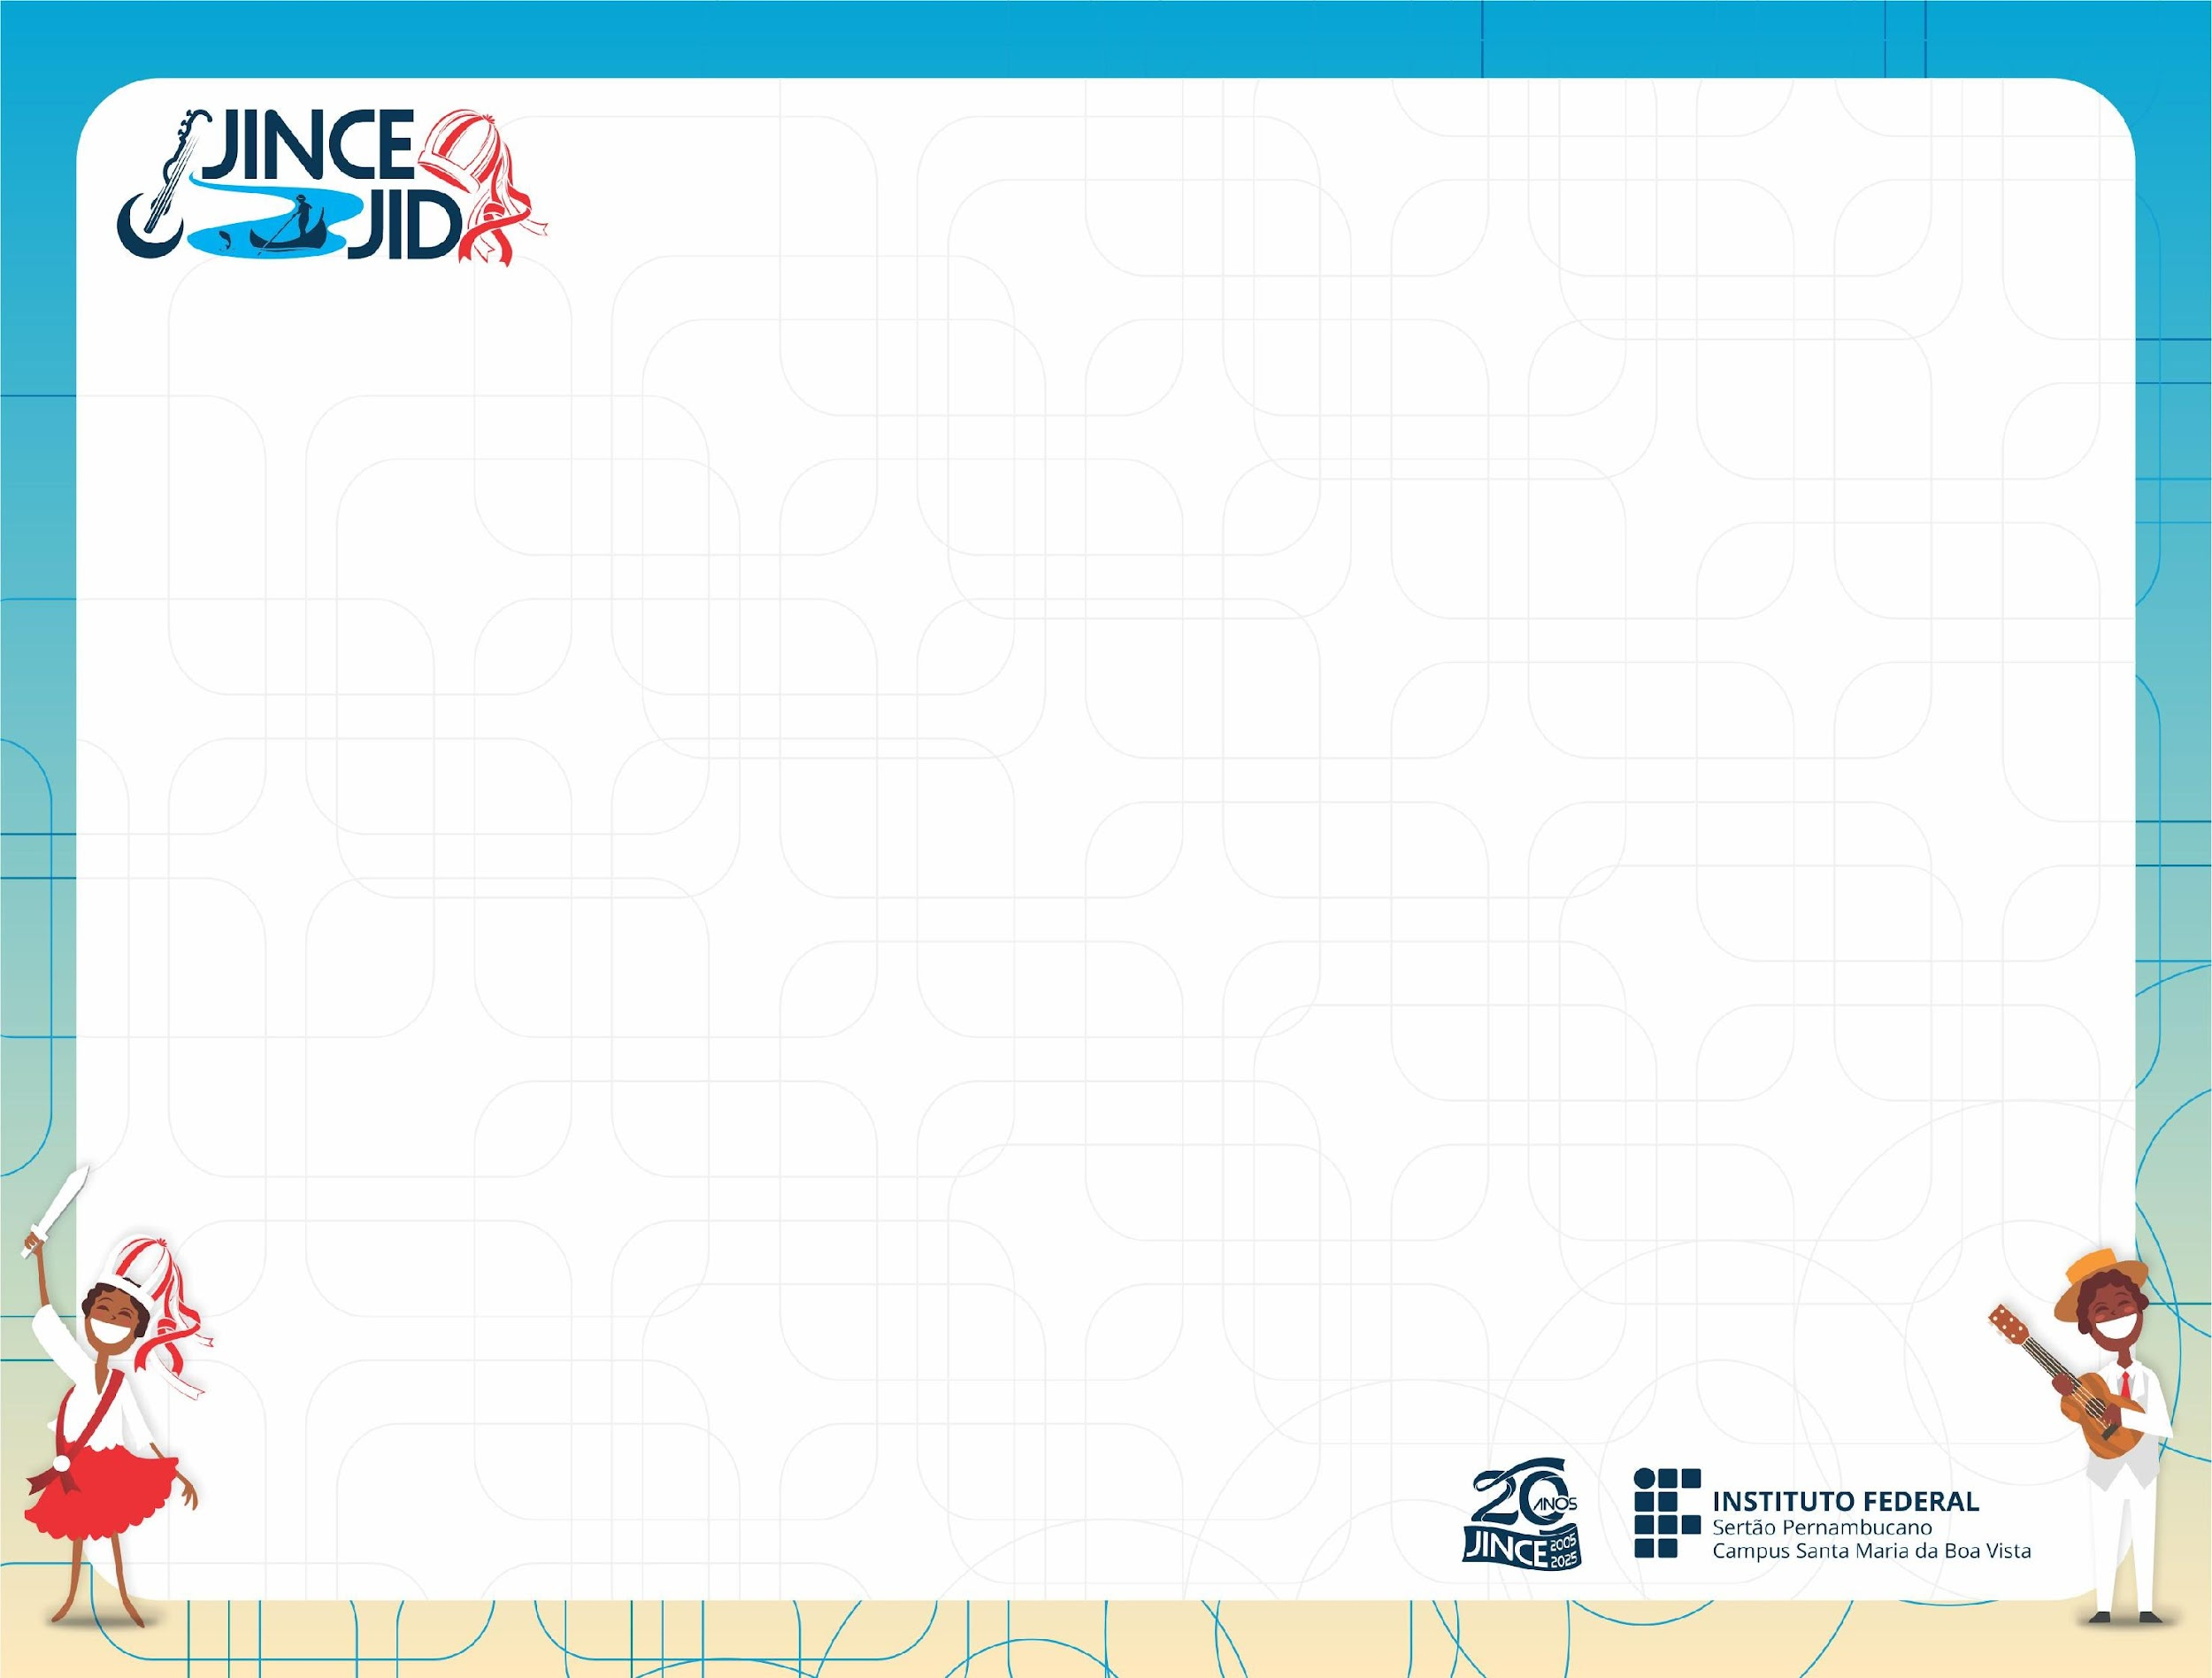 JINCE
JID
20
ANOS
JINCE 2005
2025
INSTITUTO FEDERAL
Sertão Pernambucano
Campus Santa Maria da Boa Vista